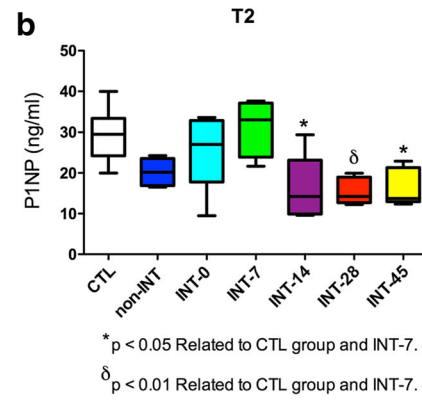 b
T2
P1NP (ng/ml)
50
40
30
20
10
0
*
δ
*
CTL
non-INT
INT-0
INT-7
INT-14
INT-28
INT-45
* p < 0.05 Related to CTL group and INT-7.
δ p < 0.01 Related to CTL group and INT-7.